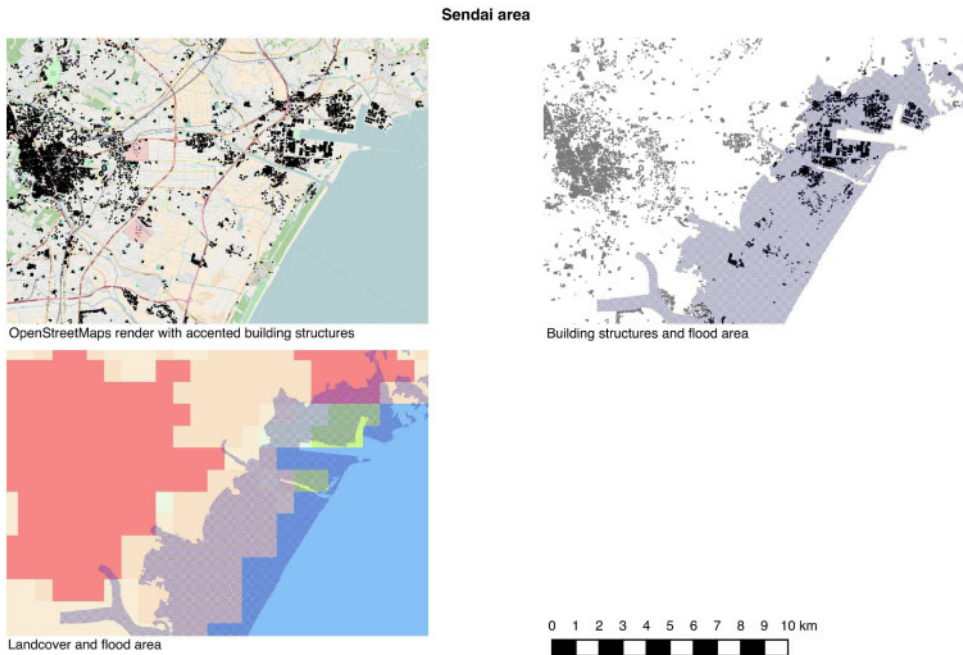 Sendai area
OpenStreetMaps render with accented building structures
Building structures and flood area
Landcover and flood area
0 1 2 3 4 5 6 7 8 9 10 km